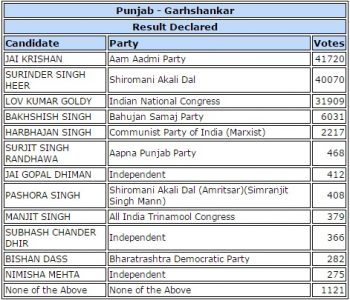 Punjab - Garhshankar
Result Declared
Candidate Party Votes
JAI KRISHAN Aam Aadmi Party 41720
SURINDER SINGH HEER Shiromani Akali Dal 40070
LOV KUMAR GOLDY Indian National Congress 31909
BAKHSHISH SINGH Bahujan Samaj Party 6031
HARBHAJAN SINGH Communist Party of India (Marxist) 2217
SURJIT SINGH RANDHAWA Aapna Punjab Party 468
JAI GOPAL DHIMAN Independent 412
PASHORA SINGH Shiromani Akali Dal (Amritsar)(Simranjit Singh Mann) 408
MANJIT SINGH All India Trinamool Congress 379
SUBHASH CHANDER DHIR Independent 366
BISHAN DASS Bharatrashtra Democratic Party 282
NIMISHA MEHTA Independent 275
None of the Above None of the Above 1121